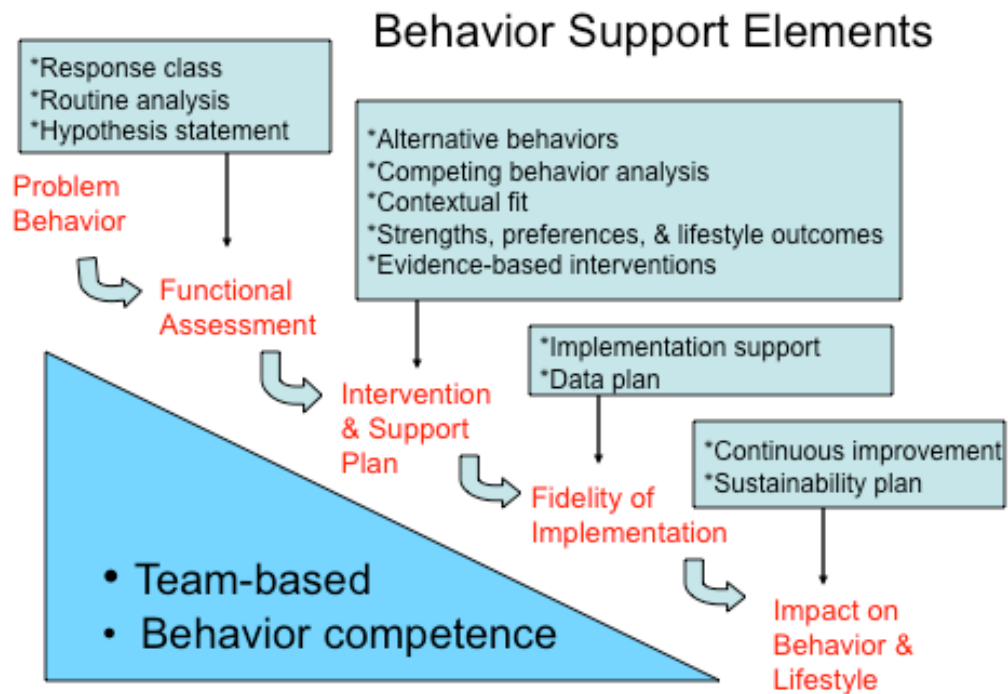 Behavior Support Elements
*Response class
*Routine analysis
*Hypothesis statement
*Alternative behaviors
*Competing behavior analysis
*Contextual fit
*Strengths, preferences, & lifestyle outcomes
*Evidence-based interventions
Problem
Behavior
Functional
Assessment
*Implementation support
*Data plan
Intervention
& Support
Plan
*Continuous improvement
*Sustainability plan
Fidelity of
Implementation
• Team-based
• Behavior competence
Impact on
Behavior &
Lifestyle